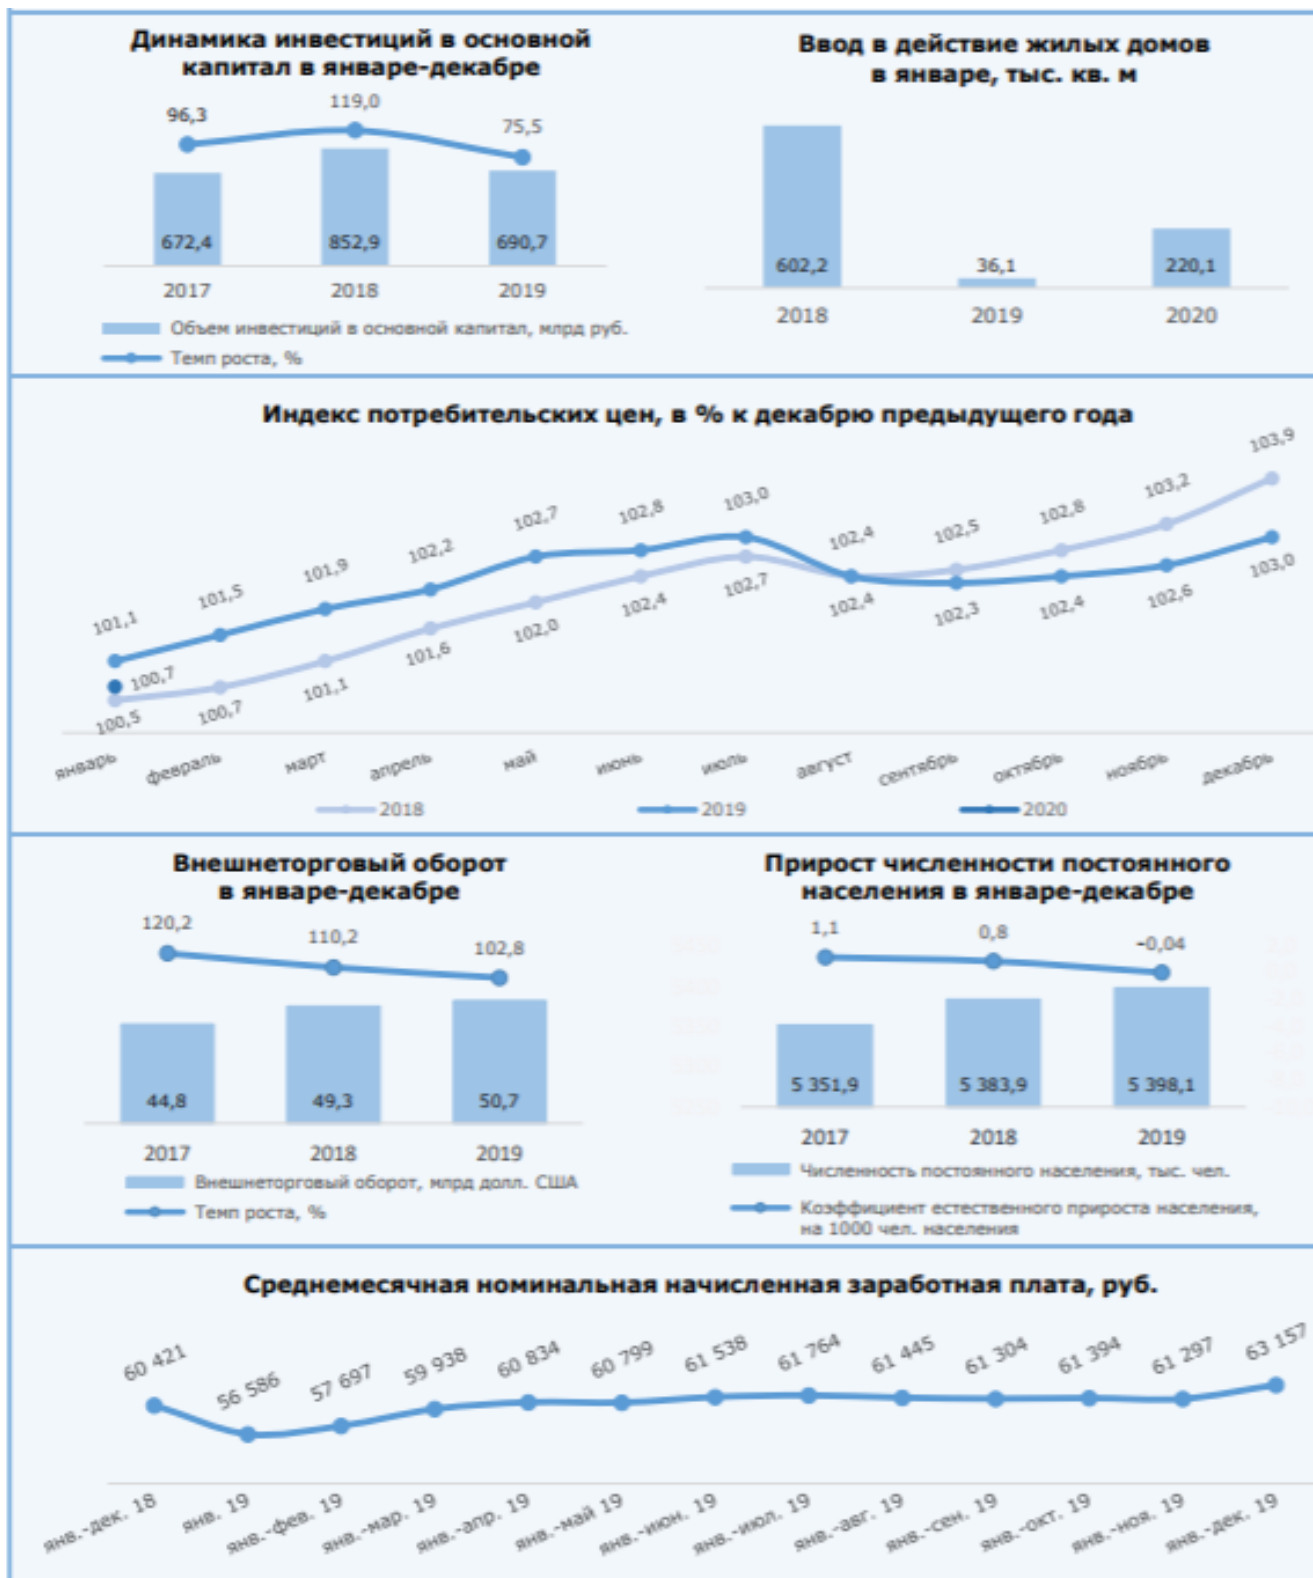 Динамика инвестиций в основной
капитал в январе-декабре
96,3
119,0
75,5
672,4
852,9
690,7
2017
2018
2019
Объем инвестиций в основной капитал, млрд руб.
Темп роста, %
Ввод в действие жилых домов
в январе, тыс. кв. м
602,2
36,1
220,1
2018
2019
2020
Индекс потребительских цен, в % к декабрю предыдущего года
101,1
101,5
101,9
102,2
102,7
102,8
103,0
102,4
102,5
102,8
103,2
103,9
100,7
100,5
100,7
101,1
101,6
102,0
102,4
102,7
102,4
102,3
102,4
102,6
103,0
январь
февраль
март
апрель
май
июнь
июль
август
сентябрь
октябрь
ноябрь
декабрь
2018
2019
2020
Внешнеторговый оборот
в январе-декабре
120,2
110,2
102,8
44,8
49,3
50,7
2017
2018
2019
Внешнеторговый оборот, млрд долл. США
Темп роста, %
Прирост численности постоянного
населения в январе-декабре
1,1
0,8
-0,04
5 351,9
5 383,9
5 398,1
2017
2018
2019
Численность постоянного населения, тыс. чел.
Коэффициент естественного прироста населения,
на 1000 чел. населения
Среднемесячная номинальная начисленная заработная плата, руб.
60 421
56 586
57 697
59 938
60 834
60 799
61 538
61 764
61 445
61 304
61 394
61 297
63 157
янв.-дек. 18
янв. 19
янв.-фев. 19
янв.-мар. 19
янв.-апр. 19
янв.-май 19
янв.-июн. 19
янв.-июл. 19
янв.-авг. 19
янв.-сен. 19
янв.-окт. 19
янв.-ноя. 19
янв.-дек. 19